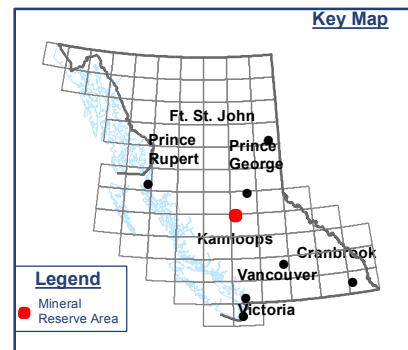 Key Map
Ft. St. John
Prince
Rupert
Prince
George
Kamloops
Cranbrook
Vancouver
Victoria
Legend
Mineral
Reserve Area